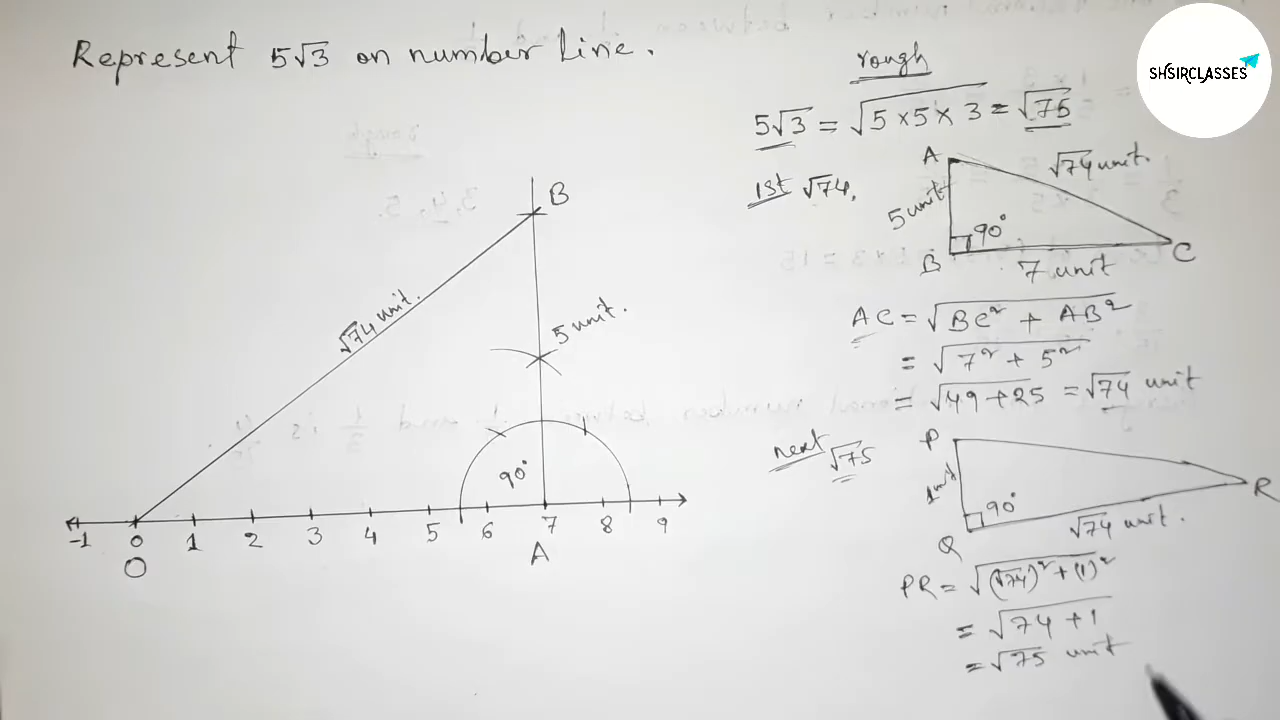 Represent 5√3 on number line.
SHSIRCLASSES
rough
5√3 = √5×5×3 = √75
1st √74,
A
√74 unit.
5 unit
90°
B
7 unit
C
AC = √BC² + AB²
= √7² + 5²
= √49+25 = √74 unit
next √75
P
1 unit
90°
R
Q
√74 unit.
PR = √(√74)² + (1)²
= √74 + 1
= √75 unit
B
√74 unit.
5 unit.
90°
-1 0 1 2 3 4 5 6 7 8 9
O A